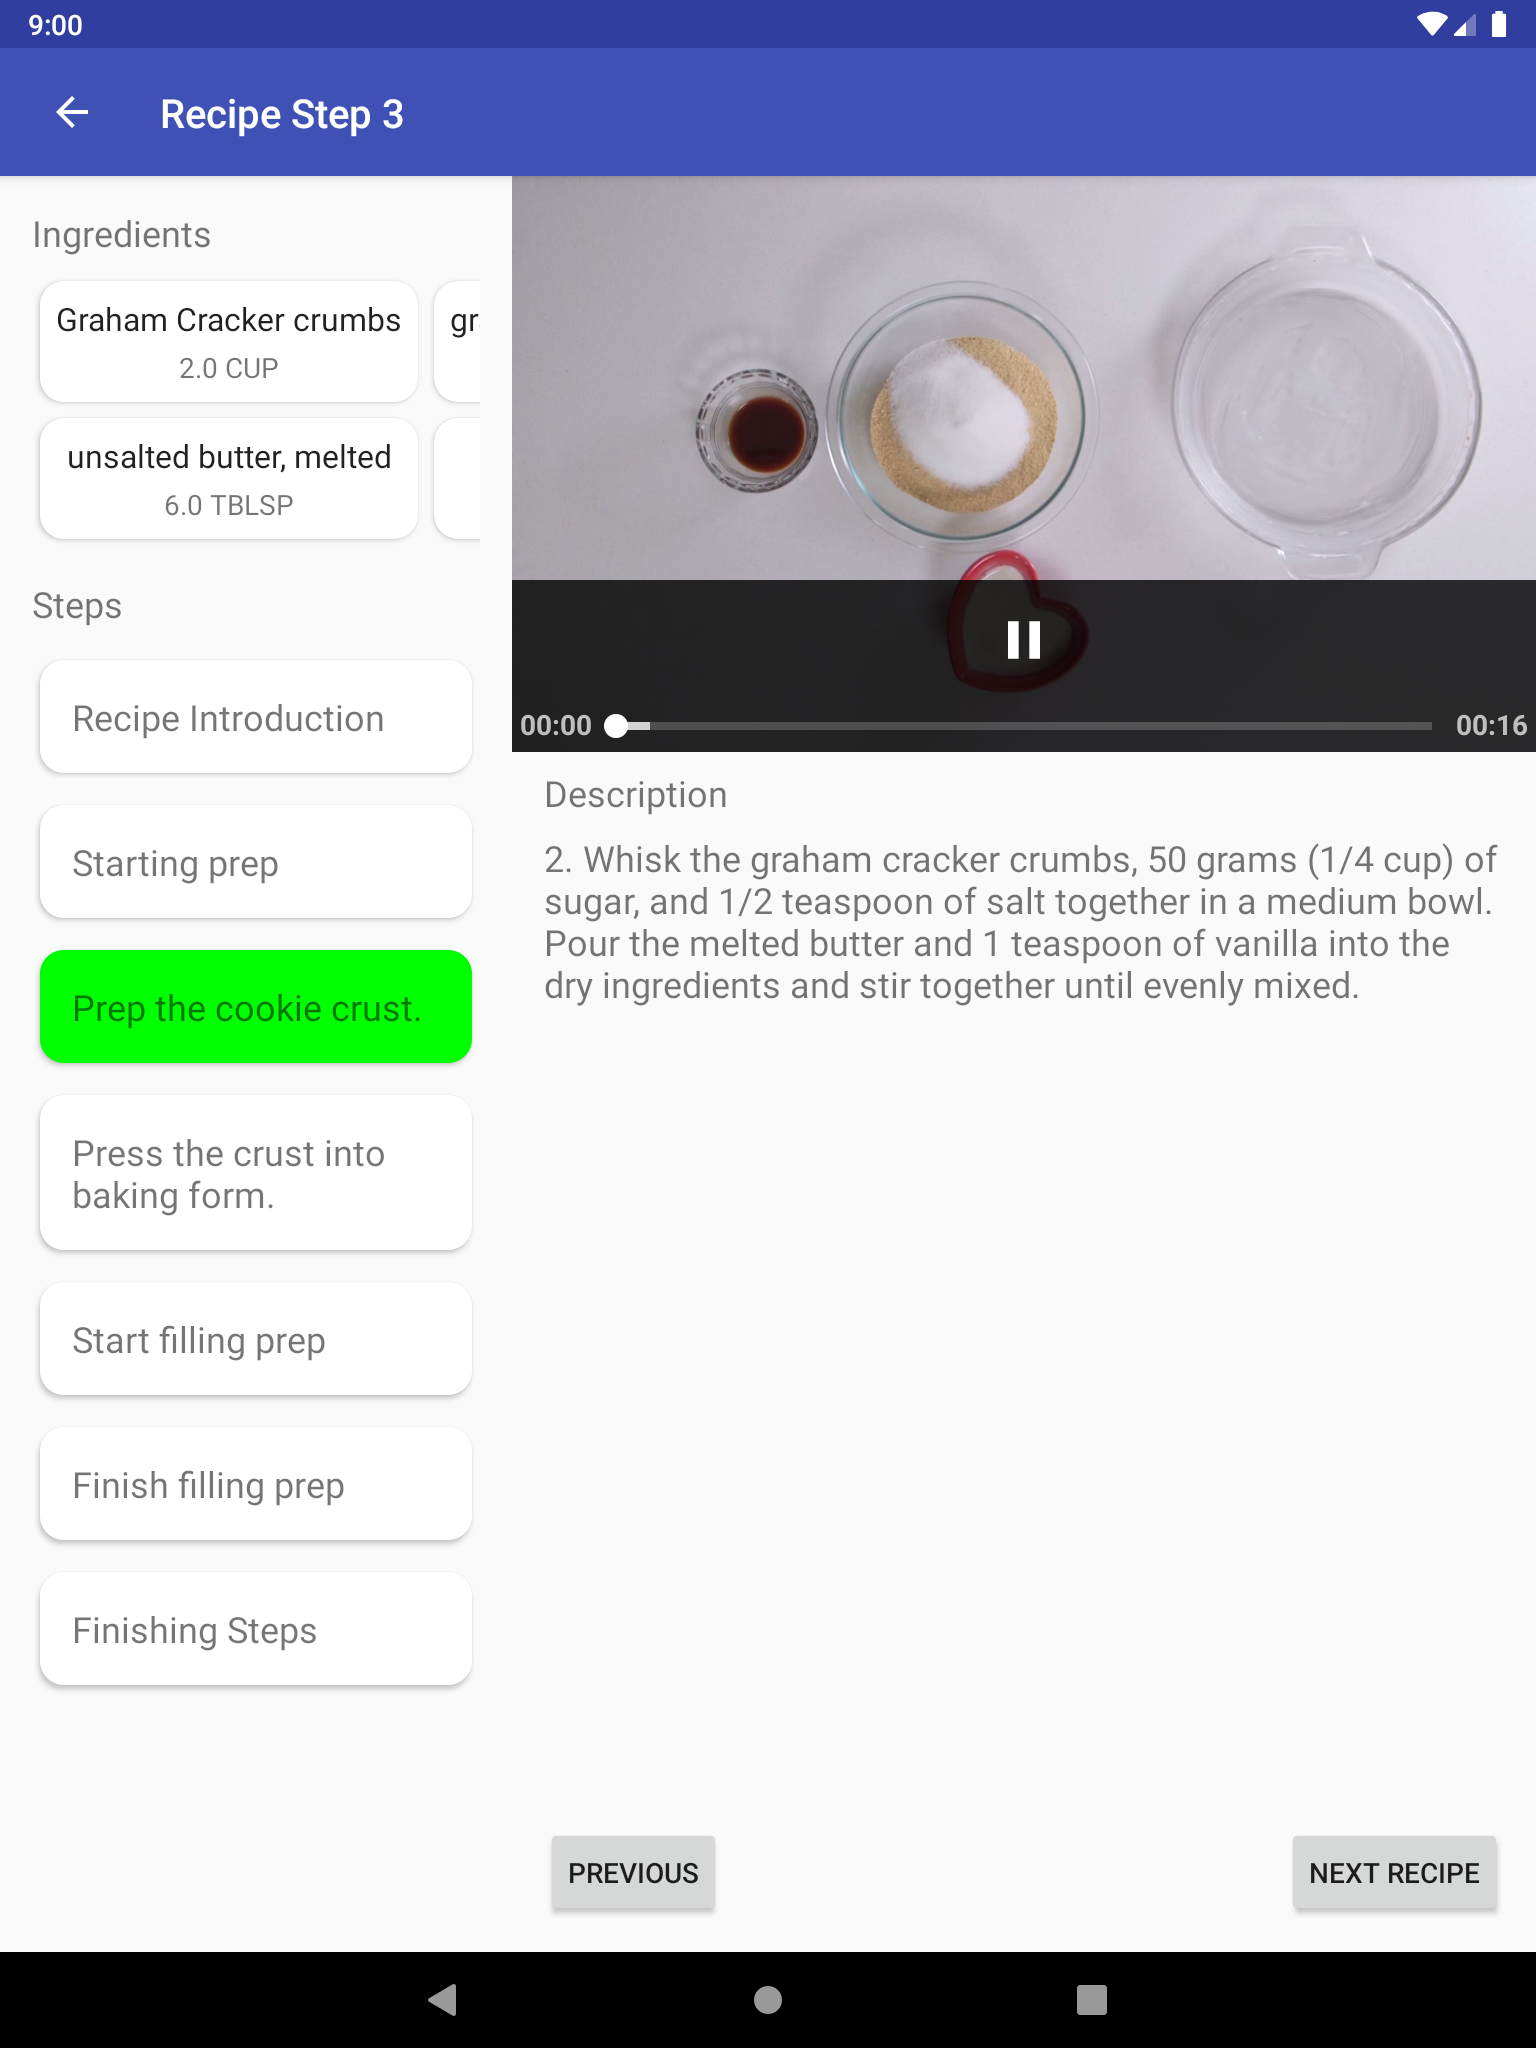 9:00
Recipe Step 3
Ingredients
Graham Cracker crumbs
2.0 CUP
gr
unsalted butter, melted
6.0 TBLSP
Steps
Recipe Introduction
Starting prep
Prep the cookie crust.
Press the crust into
baking form.
Start filling prep
Finish filling prep
Finishing Steps
00:00
00:16
Description
2. Whisk the graham cracker crumbs, 50 grams (1/4 cup) of
sugar, and 1/2 teaspoon of salt together in a medium bowl.
Pour the melted butter and 1 teaspoon of vanilla into the
dry ingredients and stir together until evenly mixed.
PREVIOUS
NEXT RECIPE